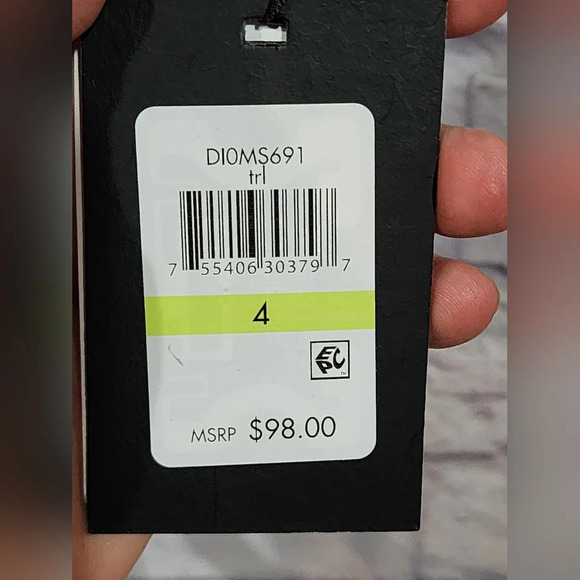 DI0MS691
trl
7 55406 30379 7
4
EPC
MSRP $98.00